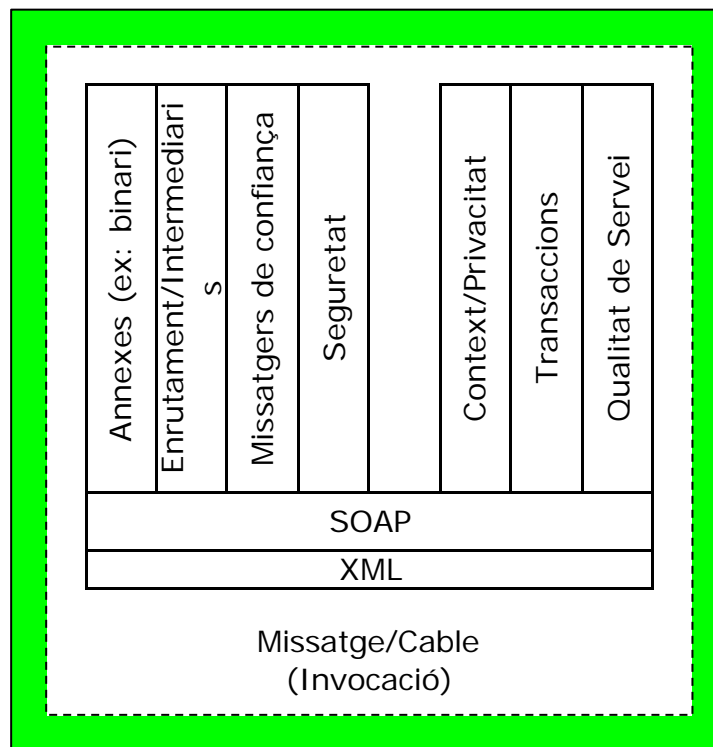 Annexes (ex: binari)
Enrutament/Intermediari
s
Missatgers de confiança
Seguretat
Context/Privacitat
Transaccions
Qualitat de Servei
SOAP
XML
Missatge/Cable
(Invocació)